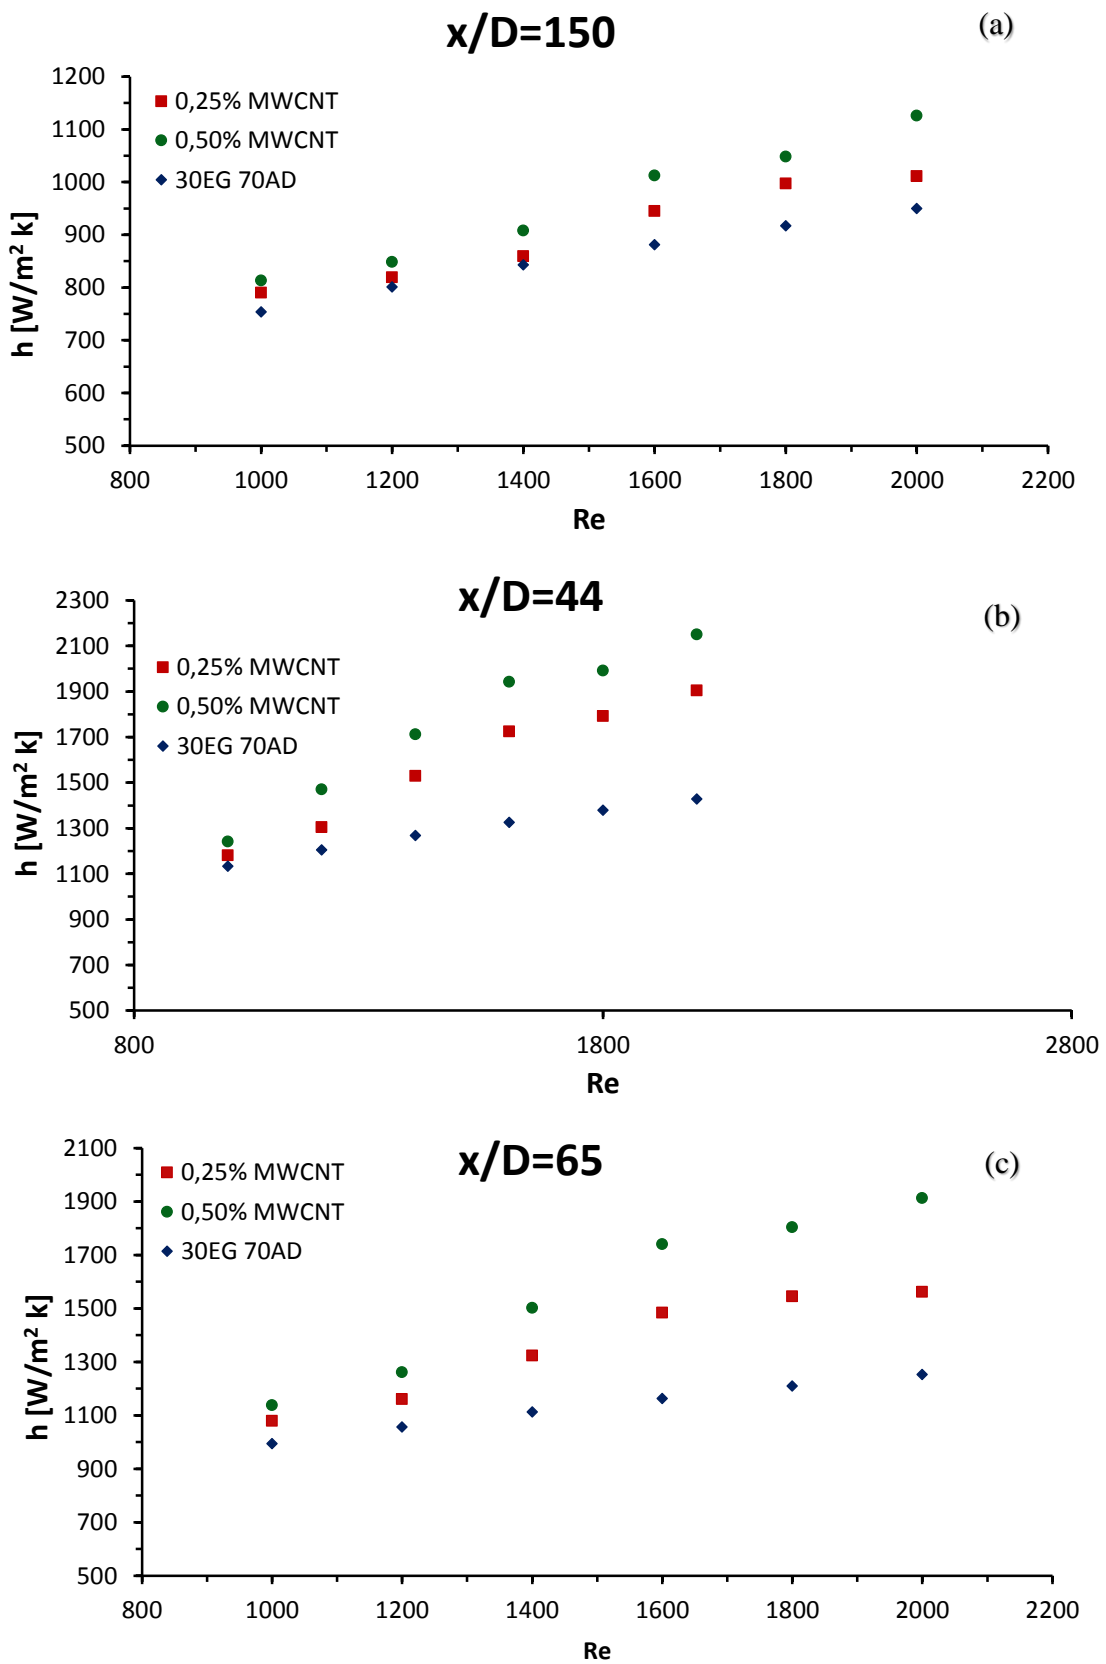 x/D=150
(a)
1200
1100
1000
900
800
700
600
500
0,25% MWCNT
0,50% MWCNT
30EG 70AD
h [W/m² k]
800 1000 1200 1400 1600 1800 2000 2200
Re
x/D=44
(b)
2300
2100
1900
1700
1500
1300
1100
900
700
500
0,25% MWCNT
0,50% MWCNT
30EG 70AD
h [W/m² k]
800 1800 2800
Re
x/D=65
(c)
2100
1900
1700
1500
1300
1100
900
700
500
0,25% MWCNT
0,50% MWCNT
30EG 70AD
h [W/m² k]
800 1000 1200 1400 1600 1800 2000 2200
Re